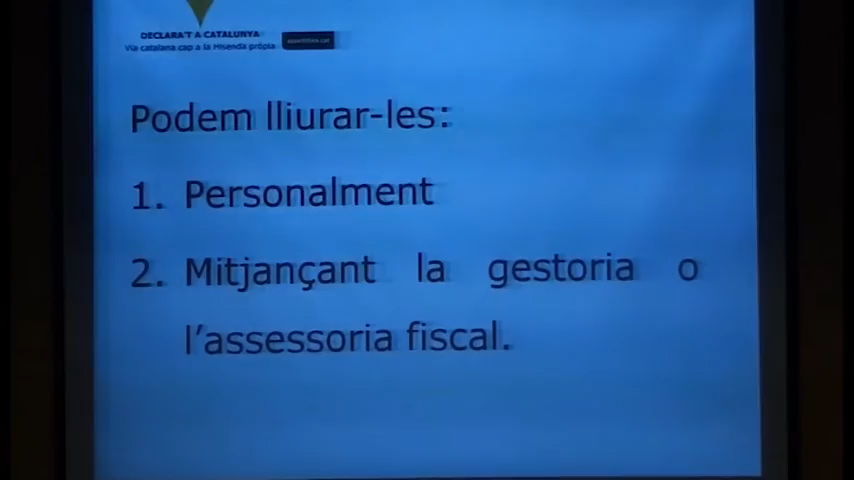 DECLARA'T A CATALUNYA
Via catalana cap a la Hisenda pròpia
Podem lliurar-les:
1. Personalment
2. Mitjançant la gestoria o
l'assessoria fiscal.